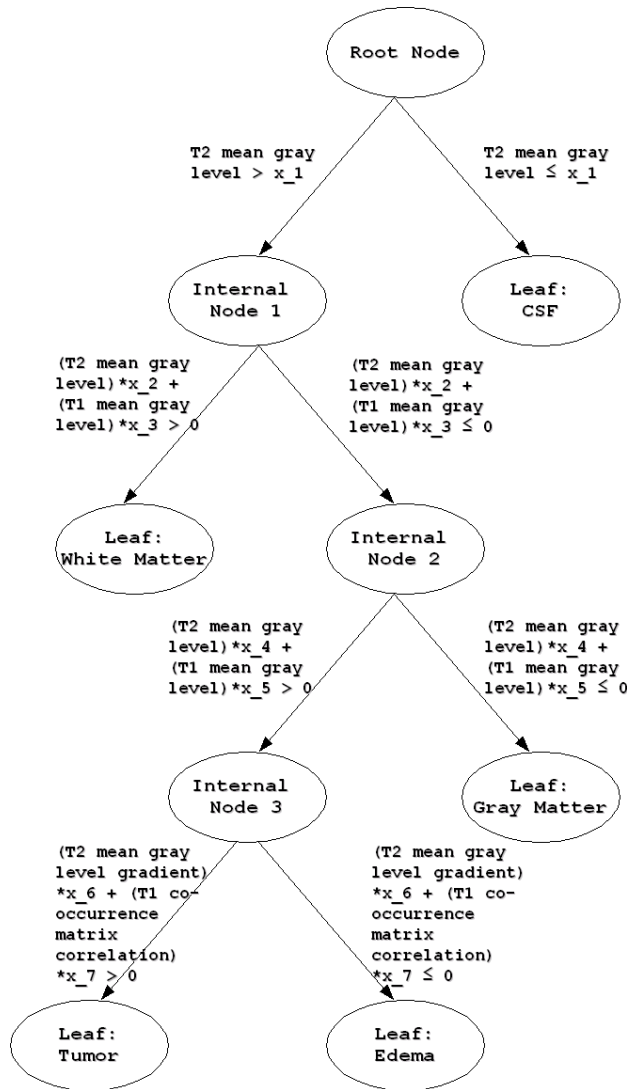 Root Node
T2 mean gray
level > x_1
T2 mean gray
level ≤ x_1
Internal
Node 1
Leaf:
CSF
(T2 mean gray
level)*x_2 +
(T1 mean gray
level)*x_3 > 0
(T2 mean gray
level)*x_2 +
(T1 mean gray
level)*x_3 ≤ 0
Leaf:
White Matter
Internal
Node 2
(T2 mean gray
level)*x_4 +
(T1 mean gray
level)*x_5 > 0
(T2 mean gray
level)*x_4 +
(T1 mean gray
level)*x_5 ≤ 0
Internal
Node 3
Leaf:
Gray Matter
(T2 mean gray
level gradient)
*x_6 + (T1 co-
occurrence
matrix
correlation)
*x_7 > 0
(T2 mean gray
level gradient)
*x_6 + (T1 co-
occurrence
matrix
correlation)
*x_7 ≤ 0
Leaf:
Tumor
Leaf:
Edema